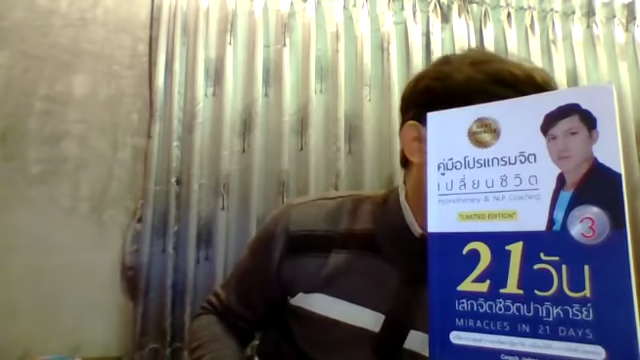 คู่มือโปรแกรมจิต
เปลี่ยนชีวิต
Hypnotherapy & NLP Coaching
"LIMITED EDITION"
3
21 วัน
เสกจิตชีวิตปาฏิหาริย์
MIRACLES IN 21 DAYS
Coach